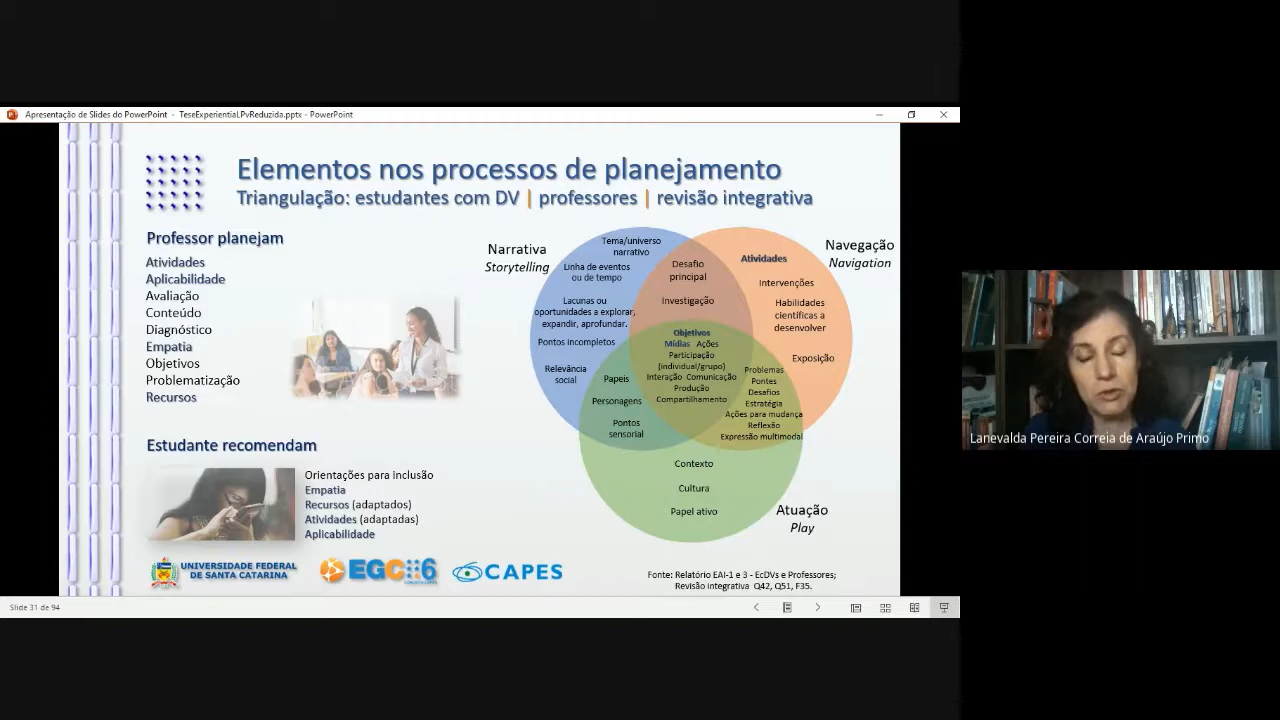 Apresentação de Slides do PowerPoint - TeseExperientialLPvReduzida.pptx - PowerPoint
Elementos nos processos de planejamento
Triangulação: estudantes com DV | professores | revisão integrativa
Professor planejam
Atividades
Aplicabilidade
Avaliação
Conteúdo
Diagnóstico
Empatia
Objetivos
Problematização
Recursos
Estudante recomendam
Orientações para inclusão
Empatia
Recursos (adaptados)
Atividades (adaptadas)
Aplicabilidade
Narrativa
Storytelling
Tema/universo
narrativo
Linha de eventos
ou de tempo
Lacunas ou
oportunidades a explorar,
expandir, aprofundar.
Pontos incompletos
Relevância
social
Desafio
principal
Investigação
Navegação
Navigation
Atividades
Intervenções
Habilidades
científicas a
desenvolver
Exposição
Objetivos
Mídias Ações
Participação
(individual/grupo)
Interação Comunicação
Produção
Compartilhamento
Papeis
Personagens
Pontos
sensorial
Problemas
Pontes
Desafios
Estratégia
Ações para mudança
Reflexão
Expressão multimodal
Contexto
Cultura
Papel ativo
Atuação
Play
UNIVERSIDADE FEDERAL
DE SANTA CATARINA
EGC 6
CAPES
Fonte: Relatório EAI-1 e 3 - EcDVs e Professores;
Revisão integrativa Q42, Q51, F35.
Slide 31 de 94
Lanevalda Pereira Correia de Araújo Primo